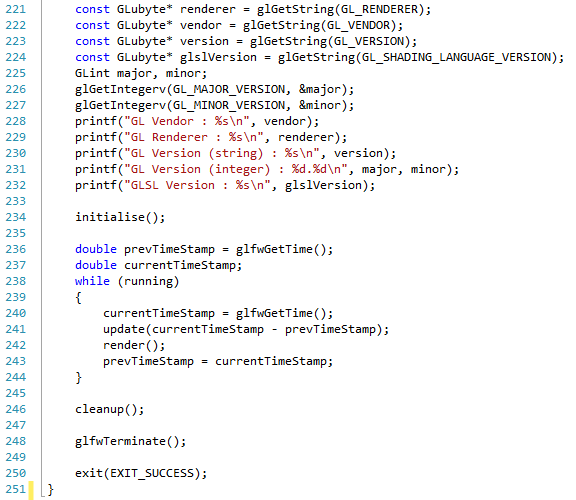 221 const GLubyte* renderer = glGetString(GL_RENDERER);
222 const GLubyte* vendor = glGetString(GL_VENDOR);
223 const GLubyte* version = glGetString(GL_VERSION);
224 const GLubyte* glslVersion = glGetString(GL_SHADING_LANGUAGE_VERSION);
225 GLint major, minor;
226 glGetIntegerv(GL_MAJOR_VERSION, &major);
227 glGetIntegerv(GL_MINOR_VERSION, &minor);
228 printf("GL Vendor : %s\n", vendor);
229 printf("GL Renderer : %s\n", renderer);
230 printf("GL Version (string) : %s\n", version);
231 printf("GL Version (integer) : %d.%d\n", major, minor);
232 printf("GLSL Version : %s\n", glslVersion);
233
234 initialise();
235
236 double prevTimeStamp = glfwGetTime();
237 double currentTimeStamp;
238 while (running)
239 {
240 currentTimeStamp = glfwGetTime();
241 update(currentTimeStamp - prevTimeStamp);
242 render();
243 prevTimeStamp = currentTimeStamp;
244 }
245
246 cleanup();
247
248 glfwTerminate();
249
250 exit(EXIT_SUCCESS);
251 }